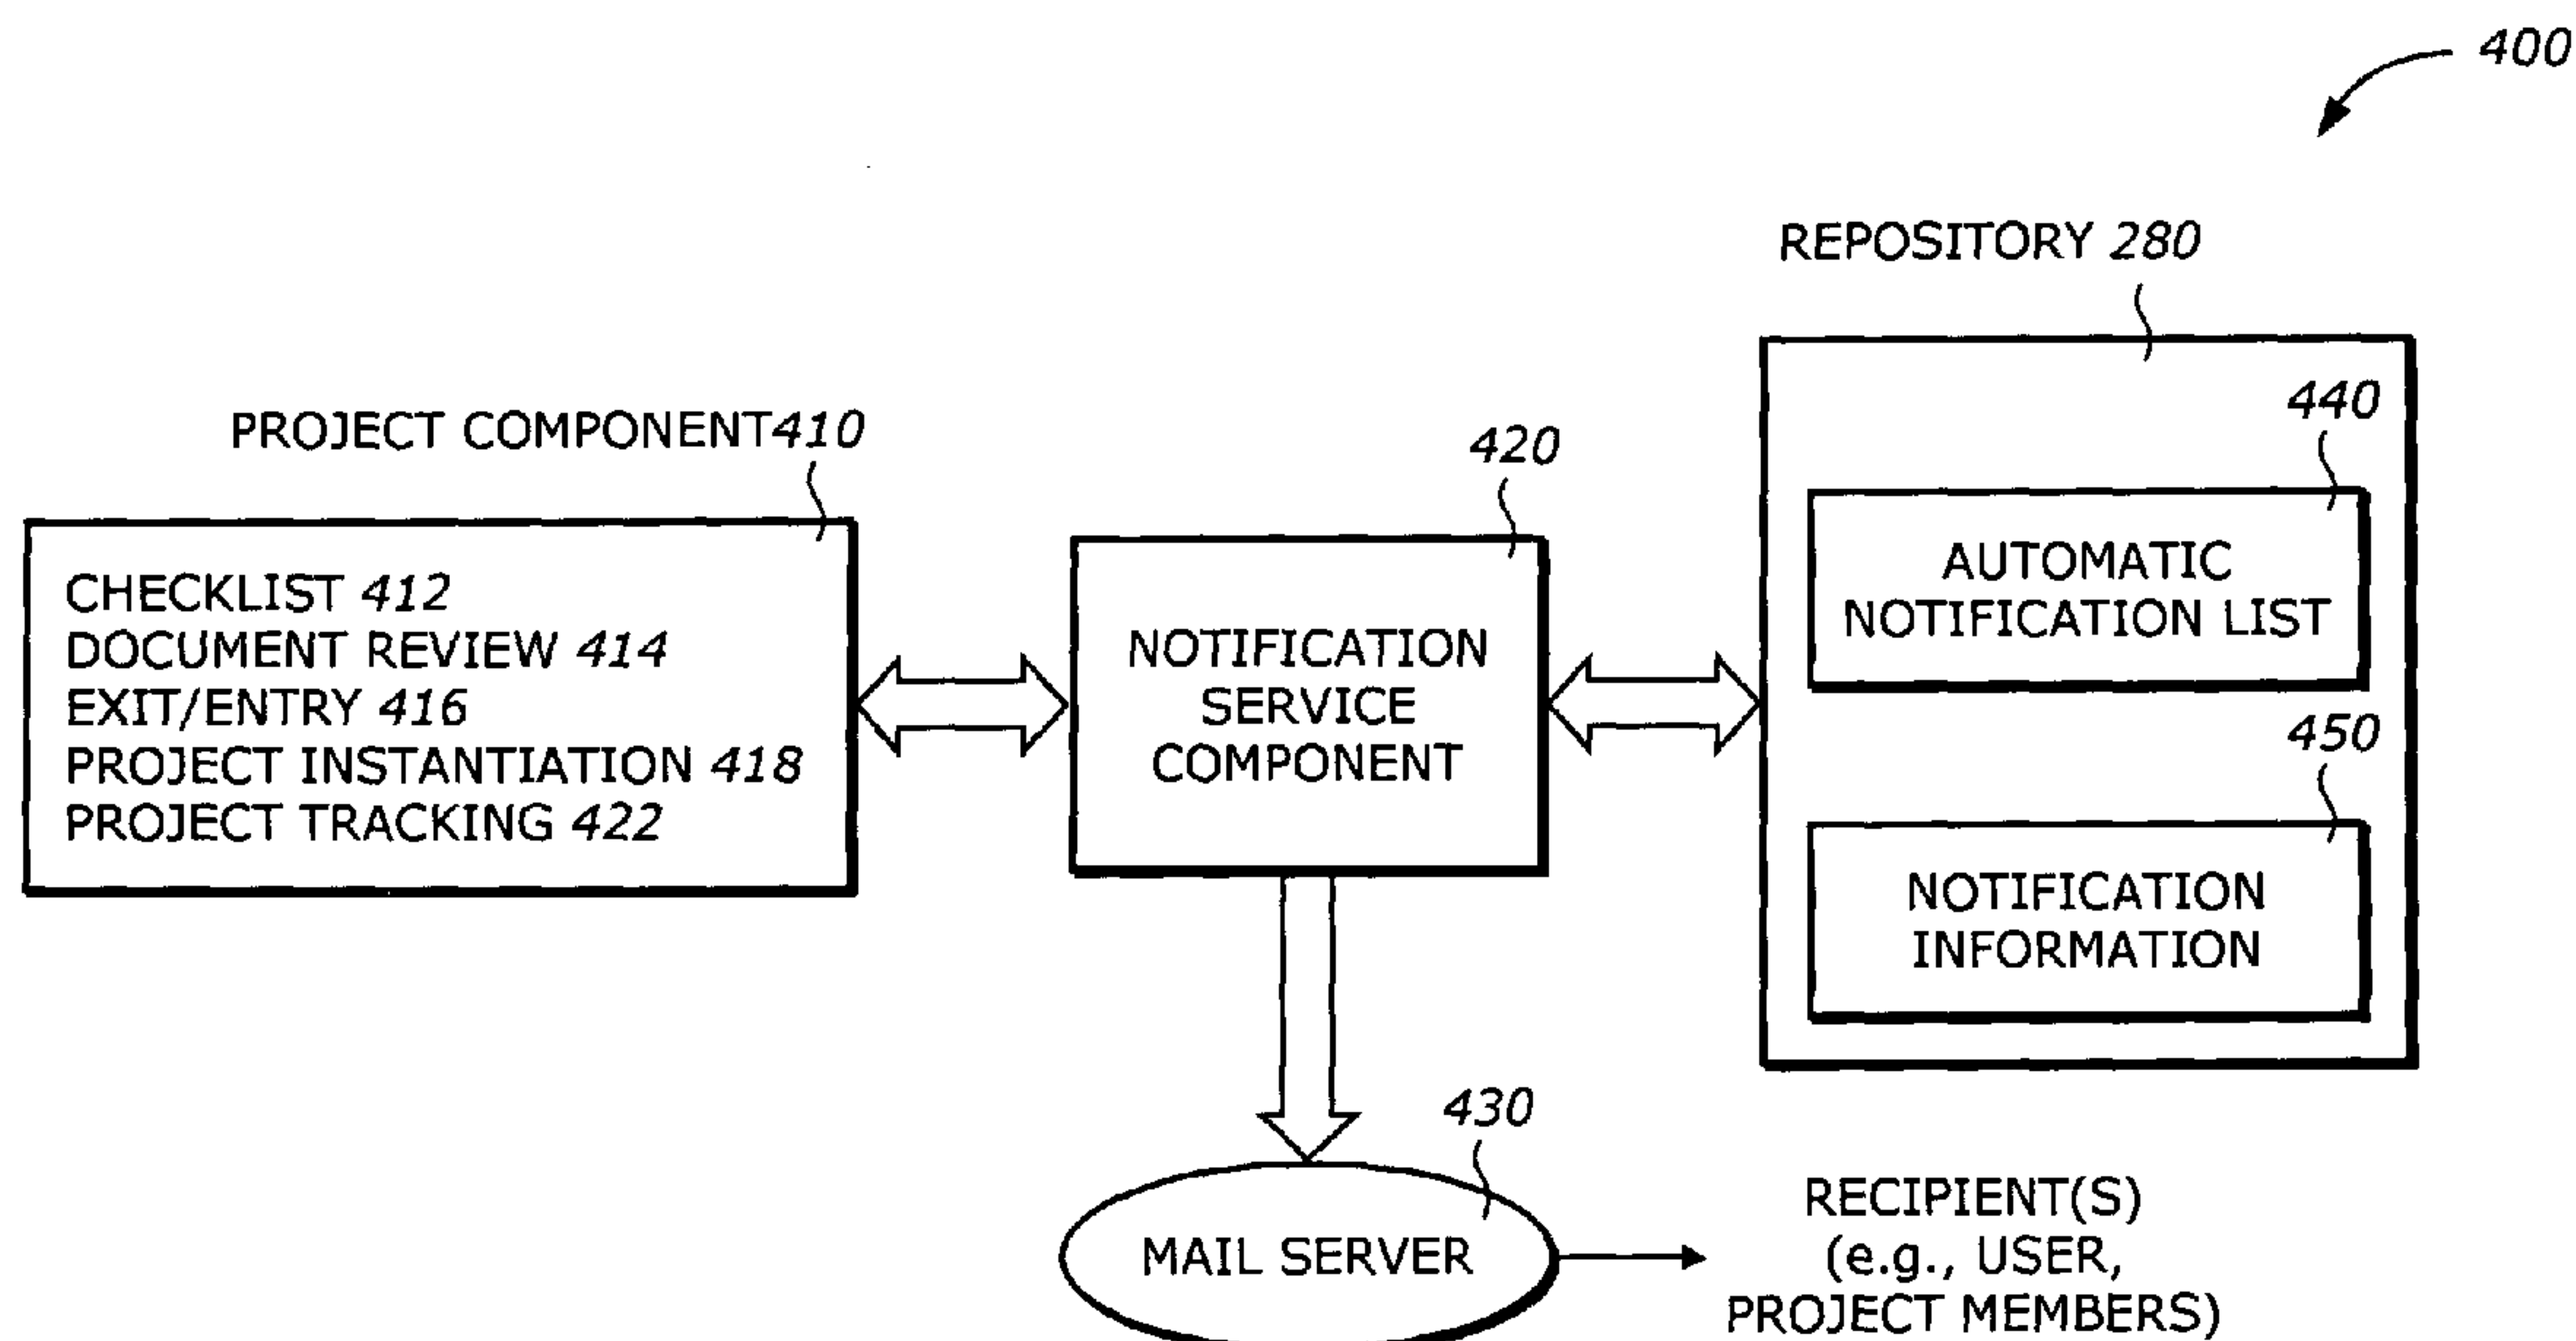 400
REPOSITORY 280
440
AUTOMATIC
NOTIFICATION LIST
450
NOTIFICATION
INFORMATION
PROJECT COMPONENT410
CHECKLIST 412
DOCUMENT REVIEW 414
EXIT/ENTRY 416
PROJECT INSTANTIATION 418
PROJECT TRACKING 422
420
NOTIFICATION
SERVICE
COMPONENT
430
MAIL SERVER
RECIPIENT(S)
(e.g., USER,
PROJECT MEMBERS)